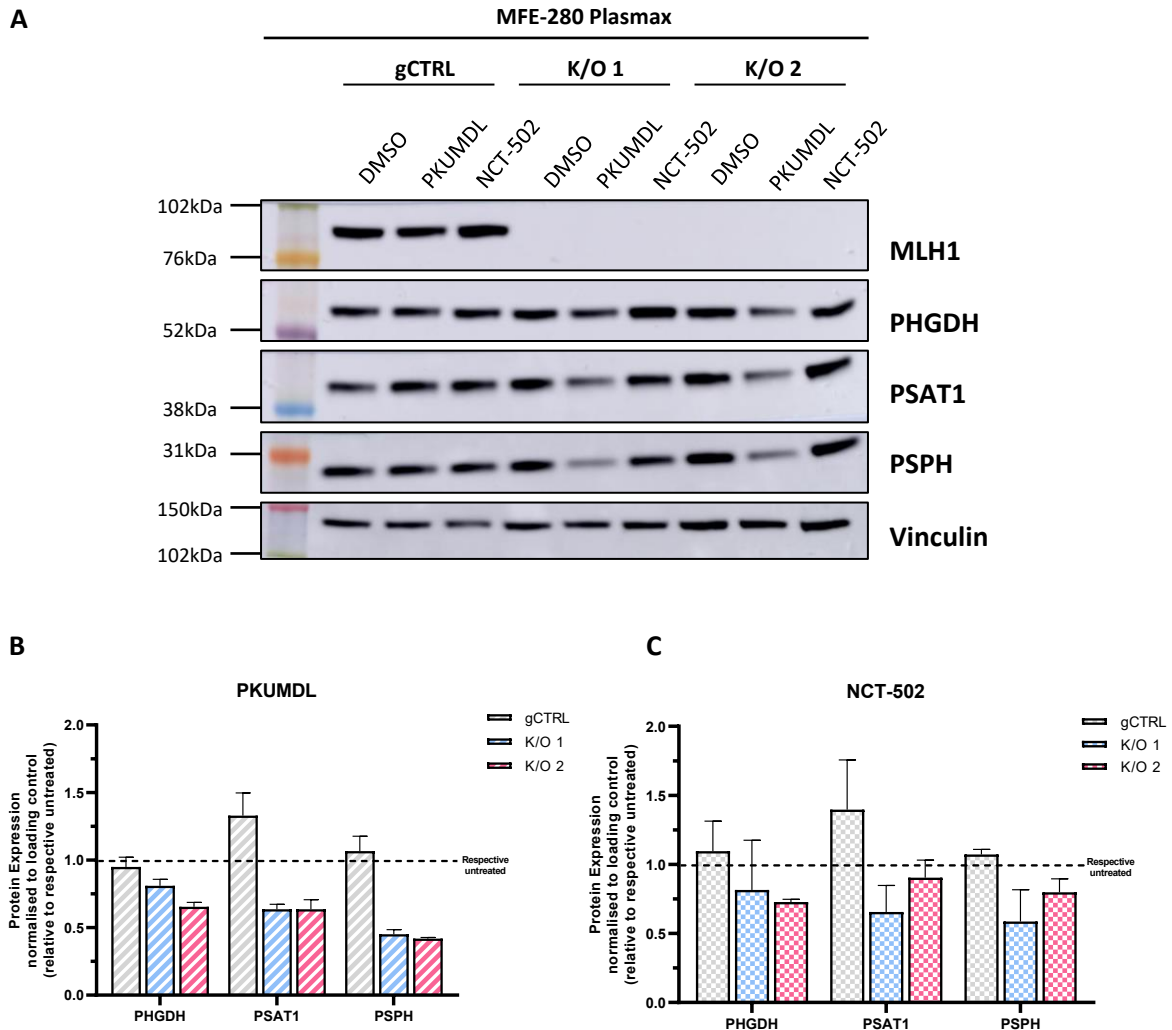 A
MFE-280 Plasmax
gCTRL K/O 1 K/O 2
DMSO PKUMDL NCT-502 DMSO PKUMDL NCT-502 DMSO PKUMDL NCT-502
102kDa
76kDa
MLH1
52kDa
PHGDH
38kDa
PSAT1
31kDa
PSPH
150kDa
102kDa
Vinculin
B
PKUMDL
Protein Expression
normalised to loading control
(relative to respective untreated)
2.0
1.5
1.0
0.5
0.0
gCTRL
K/O 1
K/O 2
Respective
untreated
PHGDH PSAT1 PSPH
C
NCT-502
Protein Expression
normalised to loading control
(relative to respective untreated)
2.0
1.5
1.0
0.5
0.0
gCTRL
K/O 1
K/O 2
Respective
untreated
PHGDH PSAT1 PSPH